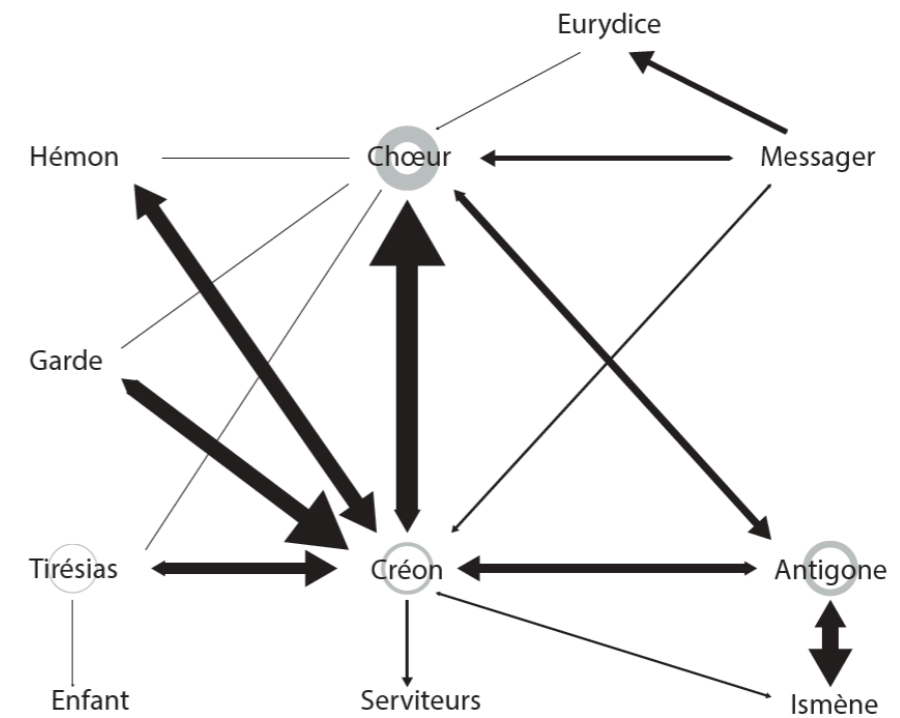 Eurydice
Hémon
Chœur
Messager
Garde
Tirésias
Créon
Antigone
Enfant
Serviteurs
Ismène